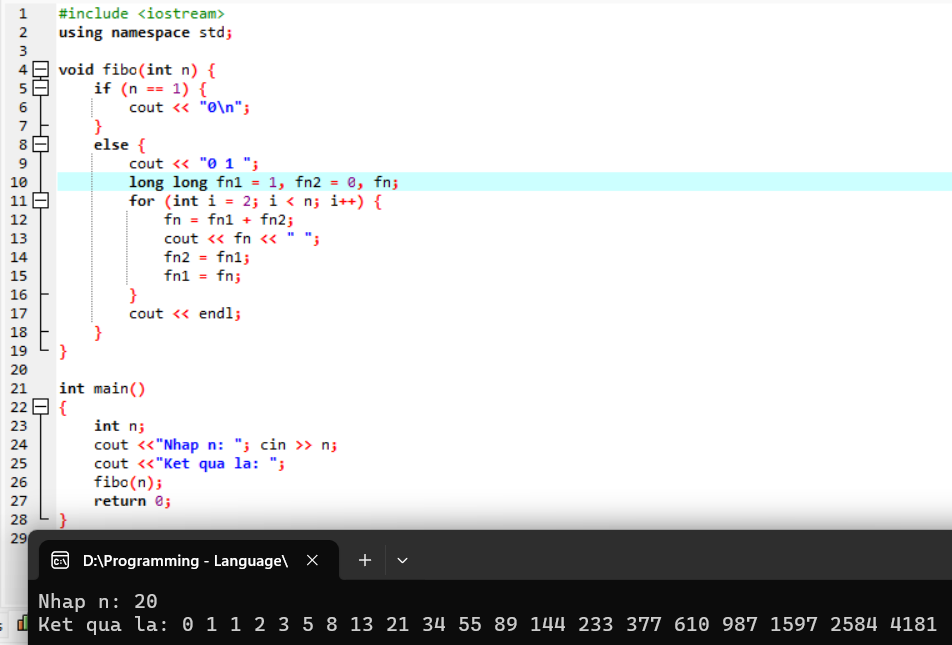 1 #include <iostream>
2 using namespace std;
3
4 void fibo(int n) {
5 if (n == 1) {
6 cout << "0\n";
7 }
8 else {
9 cout << "0 1 ";
10 long long fn1 = 1, fn2 = 0, fn;
11 for (int i = 2; i < n; i++) {
12 fn = fn1 + fn2;
13 cout << fn << " ";
14 fn2 = fn1;
15 fn1 = fn;
16 }
17 cout << endl;
18 }
19 }
20
21 int main()
22 {
23 int n;
24 cout <<"Nhap n: "; cin >> n;
25 cout <<"Ket qua la: ";
26 fibo(n);
27 return 0;
28 }
29
D:\Programming - Language\
Nhap n: 20
Ket qua la: 0 1 1 2 3 5 8 13 21 34 55 89 144 233 377 610 987 1597 2584 4181